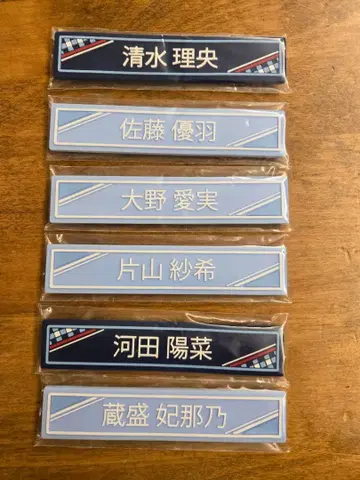 清水 理央
佐藤 優羽
大野 愛実
片山 紗希
河田 陽菜
蔵盛 妃那乃